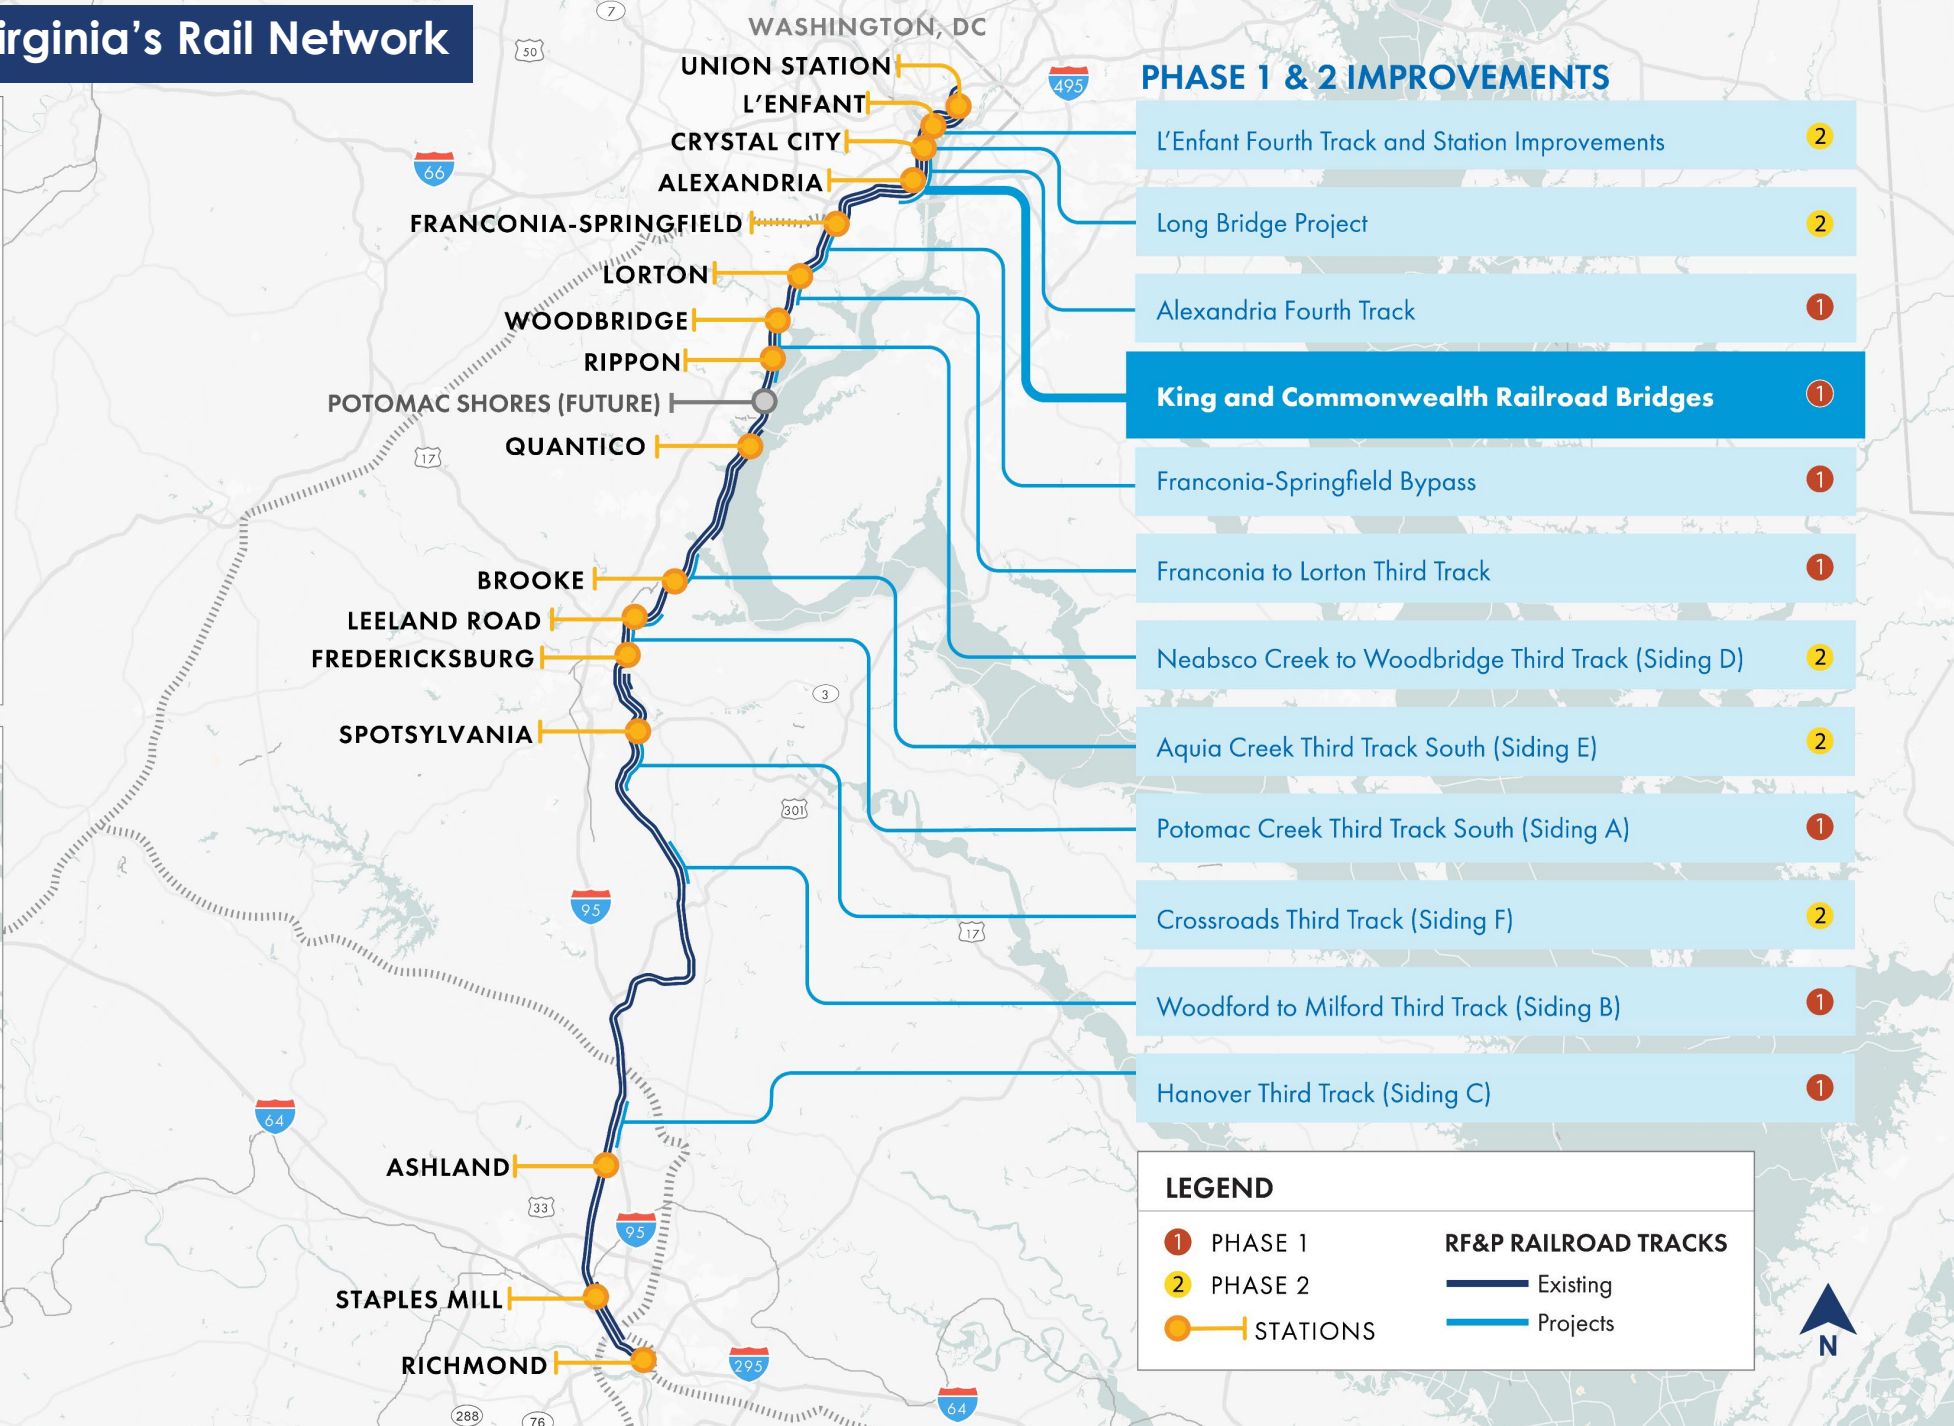 irginia's Rail Network
7
50
WASHINGTON, DC
UNION STATION
495
PHASE 1 & 2 IMPROVEMENTS
L'ENFANT
CRYSTAL CITY
L'Enfant Fourth Track and Station Improvements 2
66
ALEXANDRIA
FRANCONIA-SPRINGFIELD
Long Bridge Project 2
LORTON
Alexandria Fourth Track 1
WOODBRIDGE
RIPPON
King and Commonwealth Railroad Bridges 1
POTOMAC SHORES (FUTURE)
QUANTICO
17
Franconia-Springfield Bypass 1
Franconia to Lorton Third Track 1
BROOKE
LEELAND ROAD
FREDERICKSBURG
Neabsco Creek to Woodbridge Third Track (Siding D) 2
3
SPOTSYLVANIA
Aquia Creek Third Track South (Siding E) 2
301
Potomac Creek Third Track South (Siding A) 1
95
Crossroads Third Track (Siding F) 2
17
Woodford to Milford Third Track (Siding B) 1
Hanover Third Track (Siding C) 1
64
ASHLAND
33
95
STAPLES MILL
RICHMOND
295
64
288
76
LEGEND
1 PHASE 1
2 PHASE 2
STATIONS
RF&P RAILROAD TRACKS
Existing
Projects
N